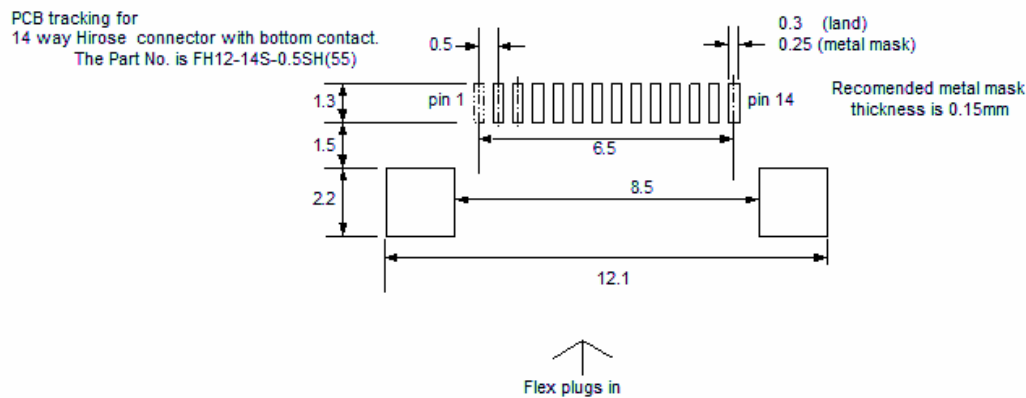 PCB tracking for
14 way Hirose connector with bottom contact.
The Part No. is FH12-14S-0.5SH(55)
0.5
0.3 (land)
0.25 (metal mask)
1.3
pin 1
pin 14
Recomended metal mask
thickness is 0.15mm
1.5
6.5
2.2
8.5
12.1
Flex plugs in